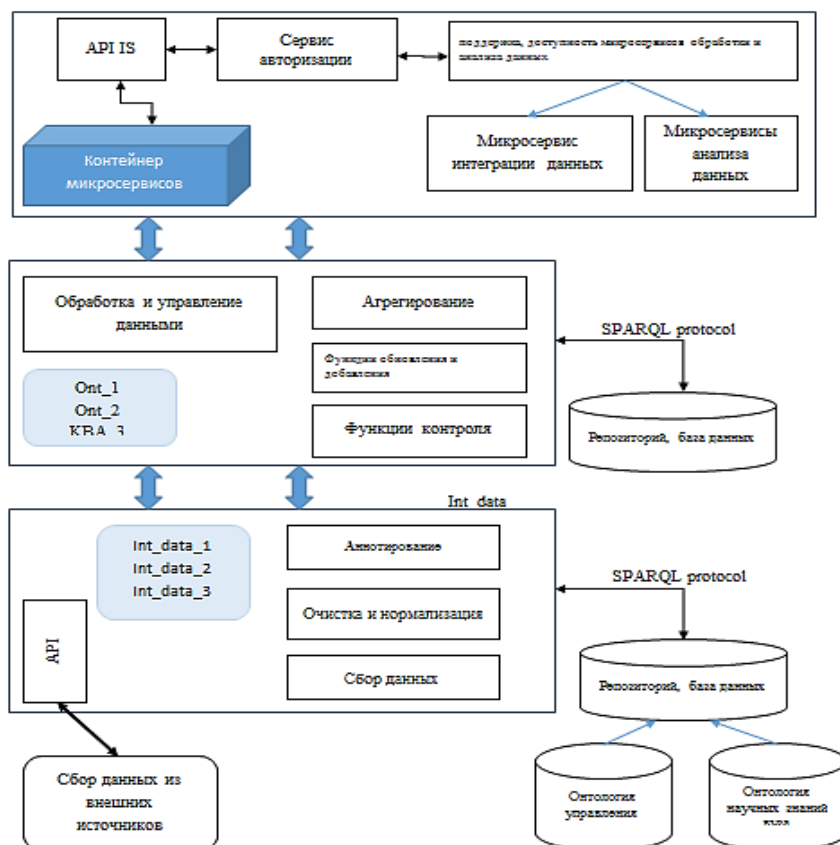 API IS
Сервис
авторизации
поддержка, доступность микросервисов обработки и
анализа данных
Контейнер
микросервисов
Микросервис
интеграции данных
Микросервисы
анализа
данных
Обработка и управление
данными
Агрегирование
Функции обновления и
добавления
Функции контроля
Ont_1
Ont_2
KBA_3
SPARQL protocol
Репозиторий, база данных
Int_data
Int_data_1
Int_data_2
Int_data_3
Аннотирование
Очистка и нормализация
Сбор данных
API
SPARQL protocol
Репозиторий, база данных
Сбор данных из
внешних
источников
Онтология
управления
Онтология
научных знаний